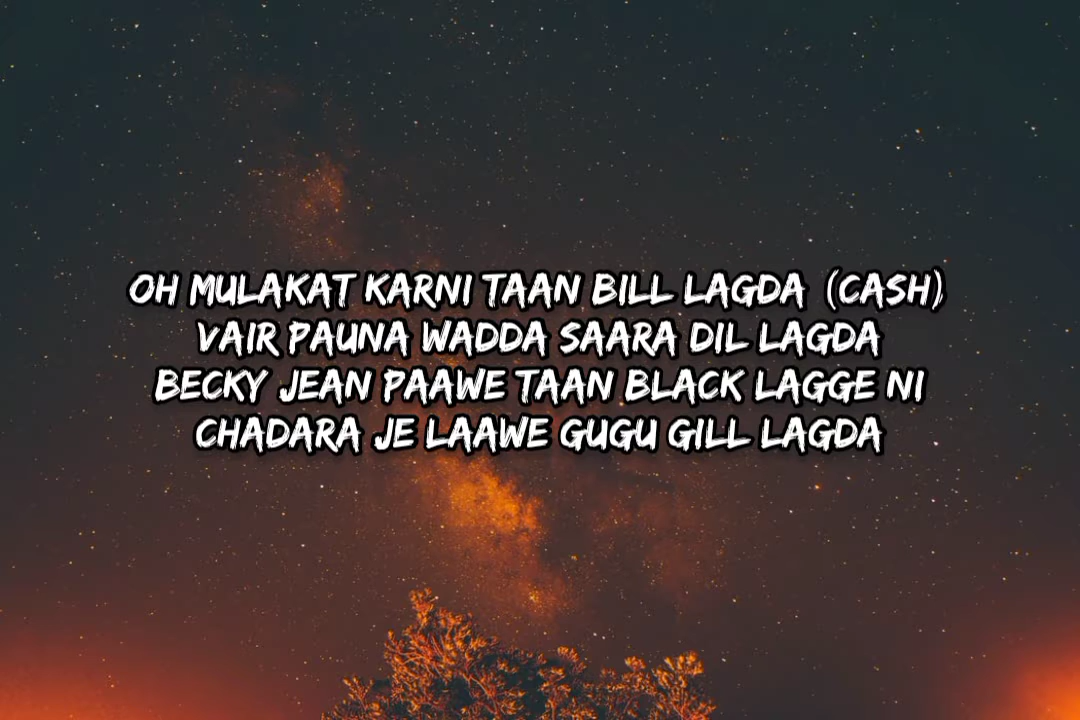 OH MULAKAT KARNI TAAN BILL LAGDA (CASH)
VAIR PAUNA WADDA SAARA DIL LAGDA
BECKY JEAN PAAWE TAAN BLACK LAGGE NI
CHADARA JE LAAWE GUGU GILL LAGDA